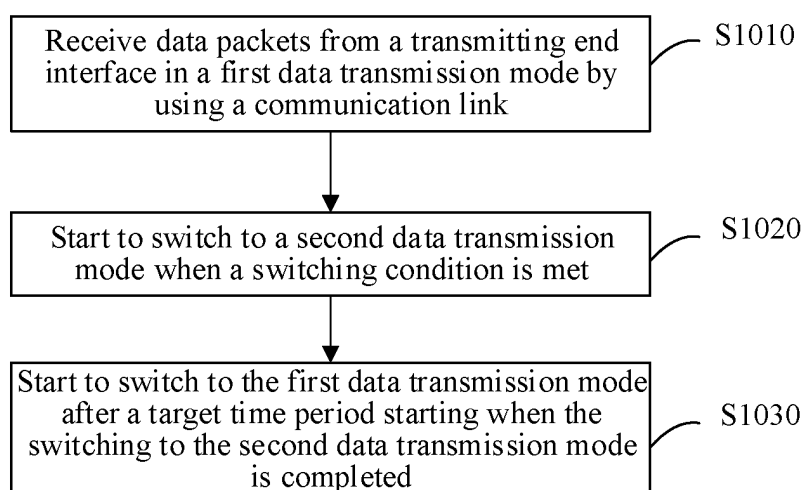 Receive data packets from a transmitting end
interface in a first data transmission mode by
using a communication link
S1010
Start to switch to a second data transmission
mode when a switching condition is met
S1020
Start to switch to the first data transmission mode
after a target time period starting when the
switching to the second data transmission mode
is completed
S1030